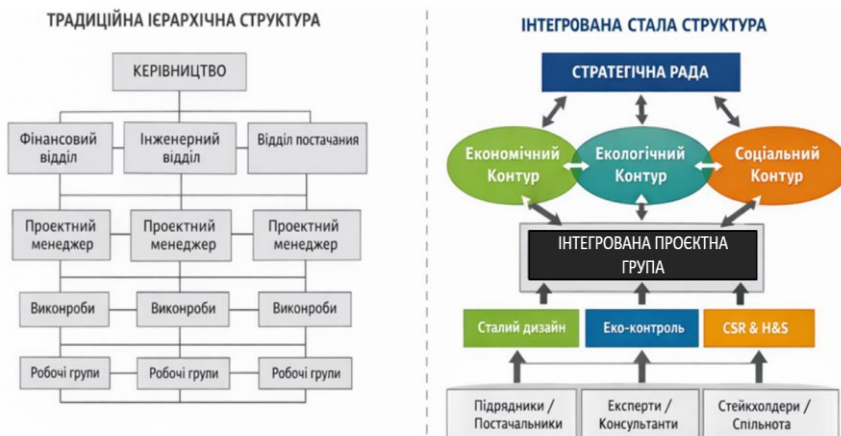 ТРАДИЦІЙНА ІЄРАРХІЧНА СТРУКТУРА
КЕРІВНИЦТВО
Фінансовий
відділ
Інженерний
відділ
Відділ постачання
Проектний
менеджер
Проектний
менеджер
Проектний
менеджер
Виконроби
Виконроби
Виконроби
Робочі групи
Робочі групи
Робочі групи
ІНТЕГРОВАНА СТАЛА СТРУКТУРА
СТРАТЕГІЧНА РАДА
Економічний
Контур
Екологічний
Контур
Соціальний
Контур
ІНТЕГРОВАНА ПРОЄКТНА
ГРУПА
Сталий дизайн
Еко-контроль
CSR & H&S
Підрядники /
Постачальники
Експерти /
Консультанти
Стейкхолдери /
Спільнота